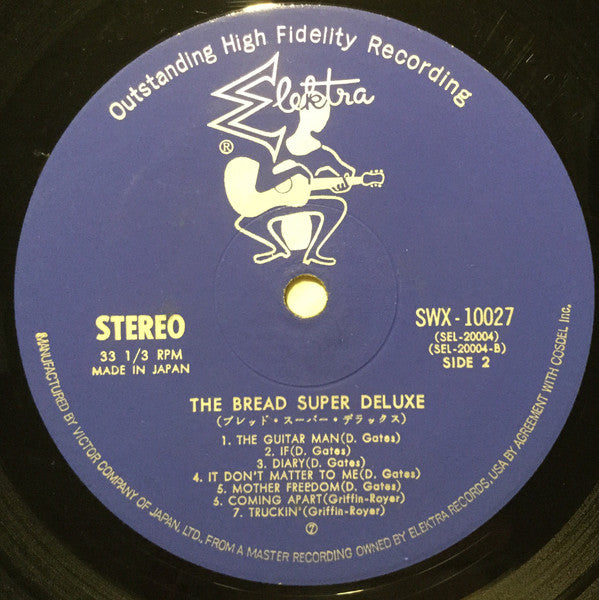 Outstanding High Fidelity Recording
Elektra
®
STEREO
33 1/3 RPM
MADE IN JAPAN
SWX-10027
(SEL-20004)
(SEL-20004-B)
SIDE 2
THE BREAD SUPER DELUXE
(ブレッド・スーパー・デラックス)
1. THE GUITAR MAN(D. Gates)
2. IF(D. Gates)
3. DIARY(D. Gates)
4. IT DON'T MATTER TO ME(D. Gates)
5. MOTHER FREEDOM(D. Gates)
6. COMING APART(Griffin-Royer)
7. TRUCKIN'(Griffin-Royer)
⑦
MANUFACTURED BY VICTOR COMPANY OF JAPAN, LTD., FROM A MASTER RECORDING OWNED BY ELEKTRA RECORDS, USA BY AGREEMENT WITH COSDEL Inc.